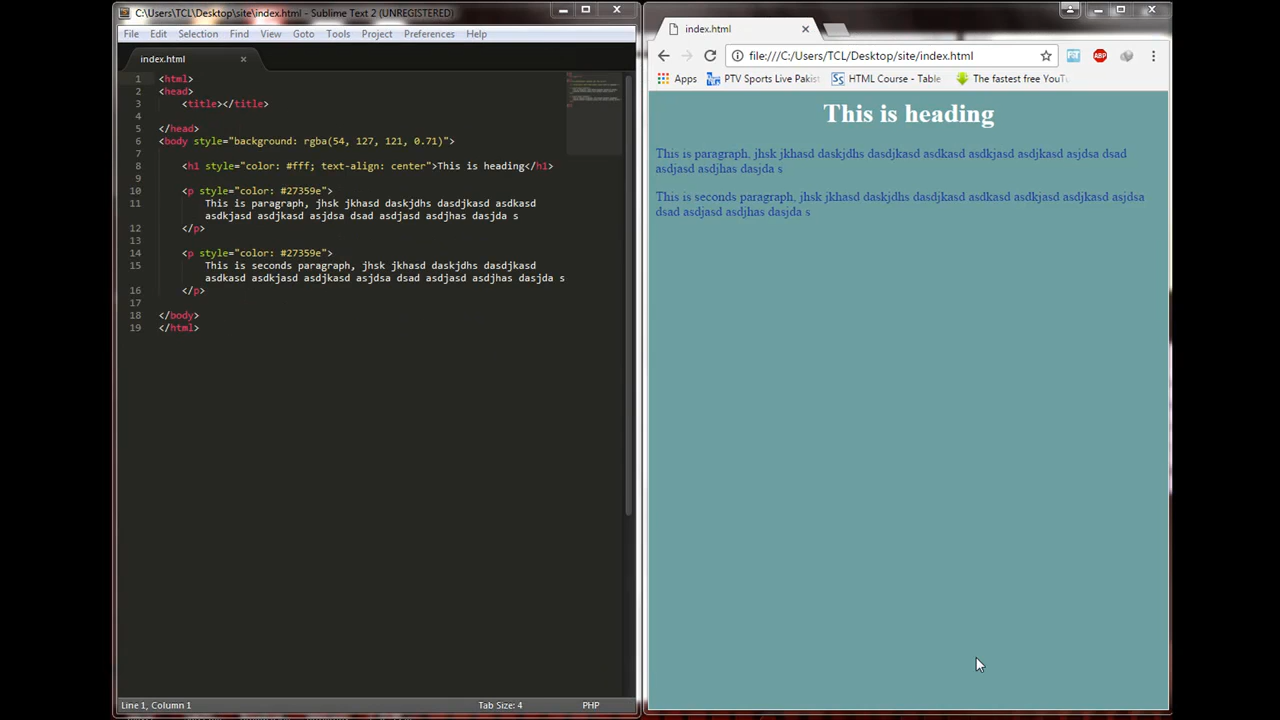 C:\Users\TCL\Desktop\site\index.html - Sublime Text 2 (UNREGISTERED)
File Edit Selection Find View Goto Tools Project Preferences Help
index.html
1 <html>
2 <head>
3 <title></title>
4
5 </head>
6 <body style="background: rgba(54, 127, 121, 0.71)">
7
8 <h1 style="color: #fff; text-align: center">This is heading</h1>
9
10 <p style="color: #27359e">
11 This is paragraph, jhsk jkhasd daskjdhs dasdjkasd asdkasd
asdkjasd asdjkasd asjdsa dsad asdjasd asdjhas dasjda s
12 </p>
13
14 <p style="color: #27359e">
15 This is seconds paragraph, jhsk jkhasd daskjdhs dasdjkasd
asdkasd asdkjasd asdjkasd asjdsa dsad asdjasd asdjhas dasjda s
16 </p>
17
18 </body>
19 </html>
Line 1, Column 1
Tab Size: 4
PHP
index.html
file:///C:/Users/TCL/Desktop/site/index.html
ABP
Apps PTV Sports Live Pakist HTML Course - Table The fastest free YouTu
This is heading
This is paragraph, jhsk jkhasd daskjdhs dasdjkasd asdkasd asdkjasd asdjkasd asjdsa dsad
asdjasd asdjhas dasjda s
This is seconds paragraph, jhsk jkhasd daskjdhs dasdjkasd asdkasd asdkjasd asdjkasd asjdsa
dsad asdjasd asdjhas dasjda s